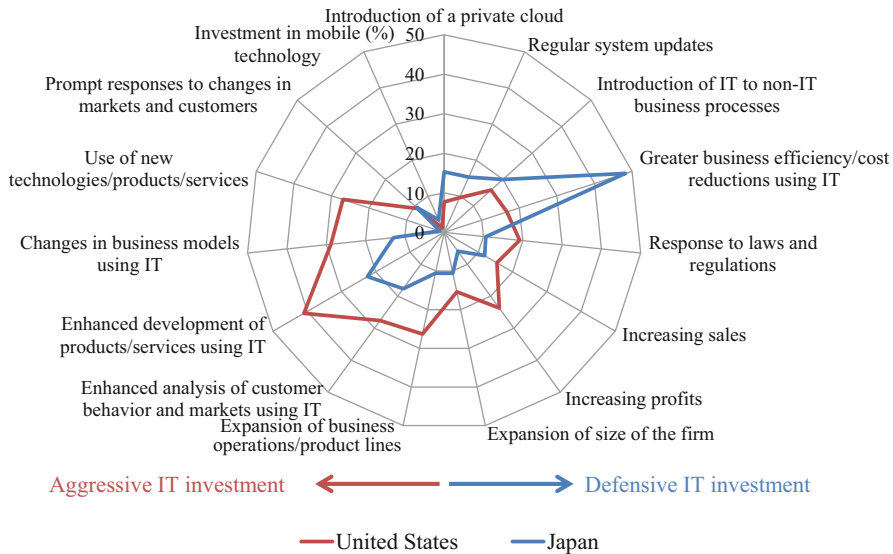 Introduction of a private cloud
50
40
30
20
10
0
Regular system updates
Introduction of IT to non-IT
business processes
Greater business efficiency/cost
reductions using IT
Response to laws and
regulations
Increasing sales
Increasing profits
Expansion of size of the firm
Expansion of business
operations/product lines
Enhanced analysis of customer
behavior and markets using IT
Enhanced development of
products/services using IT
Changes in business models
using IT
Use of new
technologies/products/services
Prompt responses to changes in
markets and customers
Investment in mobile (%)
technology
Aggressive IT investment
Defensive IT investment
United States
Japan